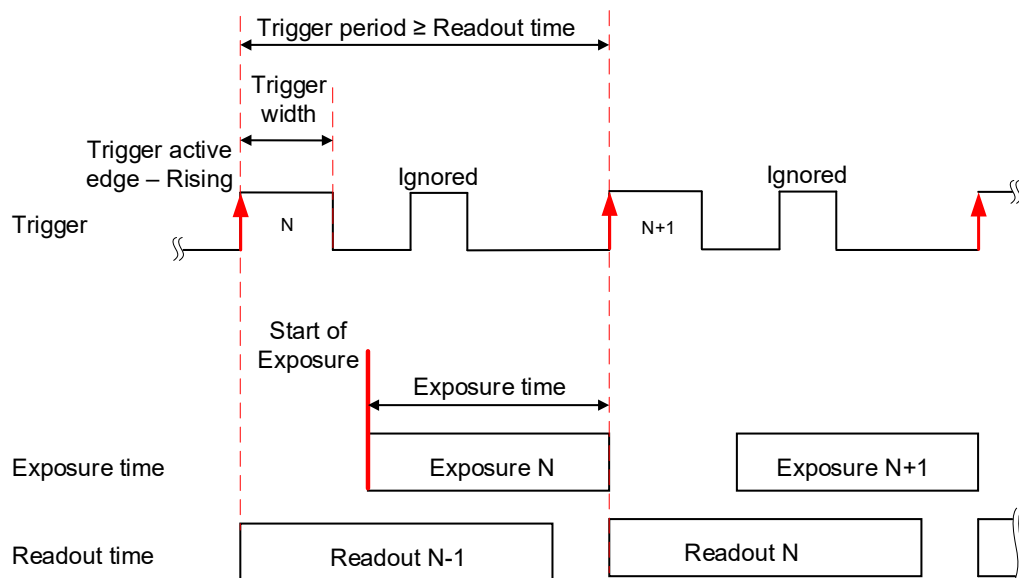 Trigger period ≥ Readout time
Trigger
width
Trigger active
edge – Rising
Ignored
Ignored
Trigger
N
N+1
Start of
Exposure
Exposure time
Exposure time
Exposure N
Exposure N+1
Readout time
Readout N-1
Readout N